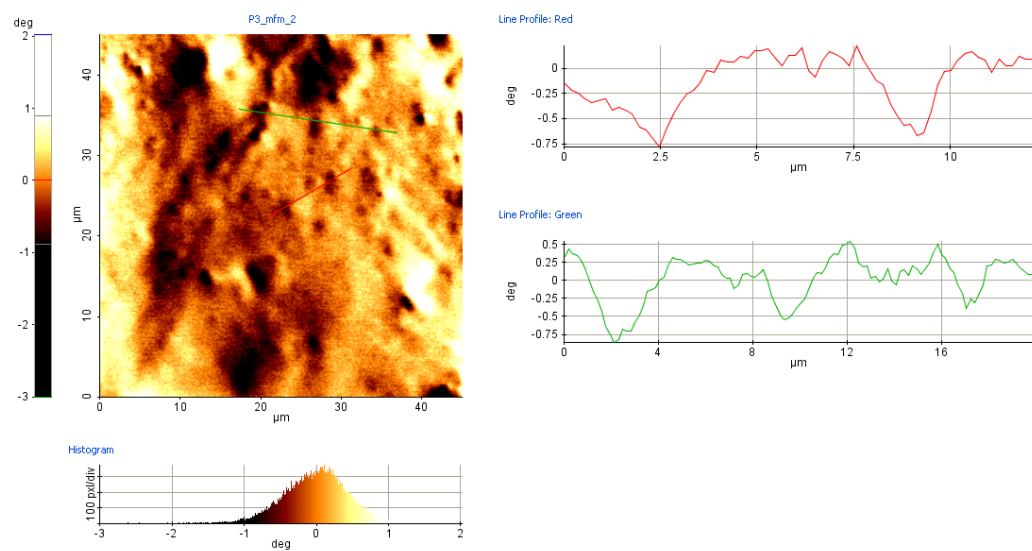 P3_mfm_2
deg
2
1
0
-1
-2
-3
40
30
20
10
0
µm
0 10 20 30 40
µm
Line Profile: Red
deg
0
-0.25
-0.5
-0.75
0 2.5 5 7.5 10
µm
Line Profile: Green
deg
0.5
0.25
0
-0.25
-0.5
-0.75
0 4 8 12 16
µm
Histogram
100 pxl/div
-3 -2 -1 0 1 2
deg